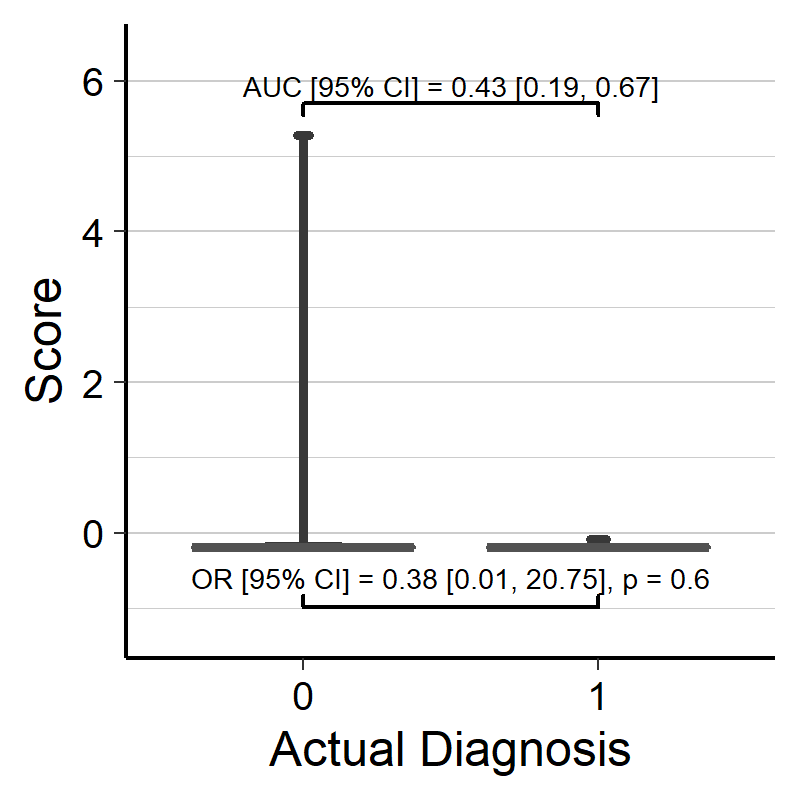 AUC [95% CI] = 0.43 [0.19, 0.67]
6
4
2
0
Score
OR [95% CI] = 0.38 [0.01, 20.75], p = 0.6
0 1
Actual Diagnosis